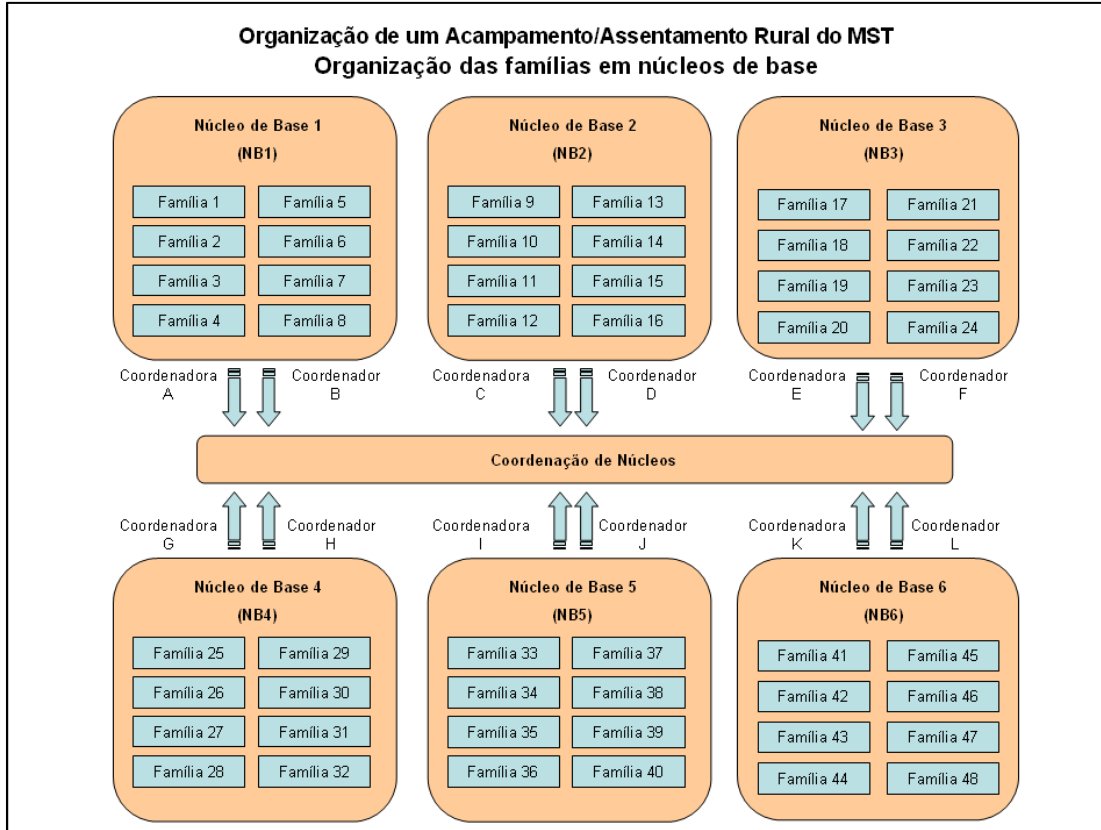 Organização de um Acampamento/Assentamento Rural do MST
Organização das famílias em núcleos de base
Núcleo de Base 1
(NB1)
Família 1
Família 5
Família 2
Família 6
Família 3
Família 7
Família 4
Família 8
Núcleo de Base 2
(NB2)
Família 9
Família 13
Família 10
Família 14
Família 11
Família 15
Família 12
Família 16
Núcleo de Base 3
(NB3)
Família 17
Família 21
Família 18
Família 22
Família 19
Família 23
Família 20
Família 24
Coordenadora
A
Coordenador
B
Coordenadora
C
Coordenador
D
Coordenadora
E
Coordenador
F
Coordenação de Núcleos
Coordenadora
G
Coordenador
H
Coordenadora
I
Coordenador
J
Coordenadora
K
Coordenador
L
Núcleo de Base 4
(NB4)
Família 25
Família 29
Família 26
Família 30
Família 27
Família 31
Família 28
Família 32
Núcleo de Base 5
(NB5)
Família 33
Família 37
Família 34
Família 38
Família 35
Família 39
Família 36
Família 40
Núcleo de Base 6
(NB6)
Família 41
Família 45
Família 42
Família 46
Família 43
Família 47
Família 44
Família 48